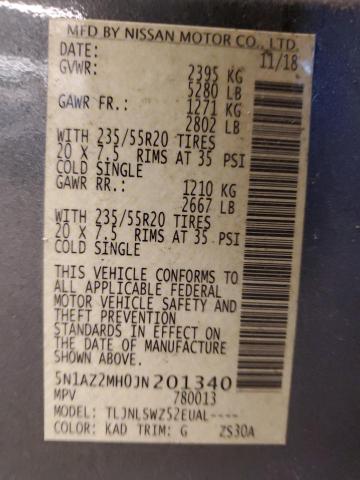 MFD BY NISSAN MOTOR CO., LTD.
DATE: 11/18
GVWR: 2395 KG
5280 LB
GAWR FR.: 1271 KG
2802 LB
WITH 235/55R20 TIRES
20 X 7.5 RIMS AT 35 PSI
COLD SINGLE
GAWR RR.: 1210 KG
2667 LB
WITH 235/55R20 TIRES
20 X 7.5 RIMS AT 35 PSI
COLD SINGLE
THIS VEHICLE CONFORMS TO
ALL APPLICABLE FEDERAL
MOTOR VEHICLE SAFETY AND
THEFT PREVENTION
STANDARDS IN EFFECT ON
THE DATE OF MANUFACTURE
SHOWN ABOVE.
5N1AZ2MH0JN201340
MPV 780013
MODEL: TLJNLSWZ52EUAL----
COLOR: KAD TRIM: G ZS30A